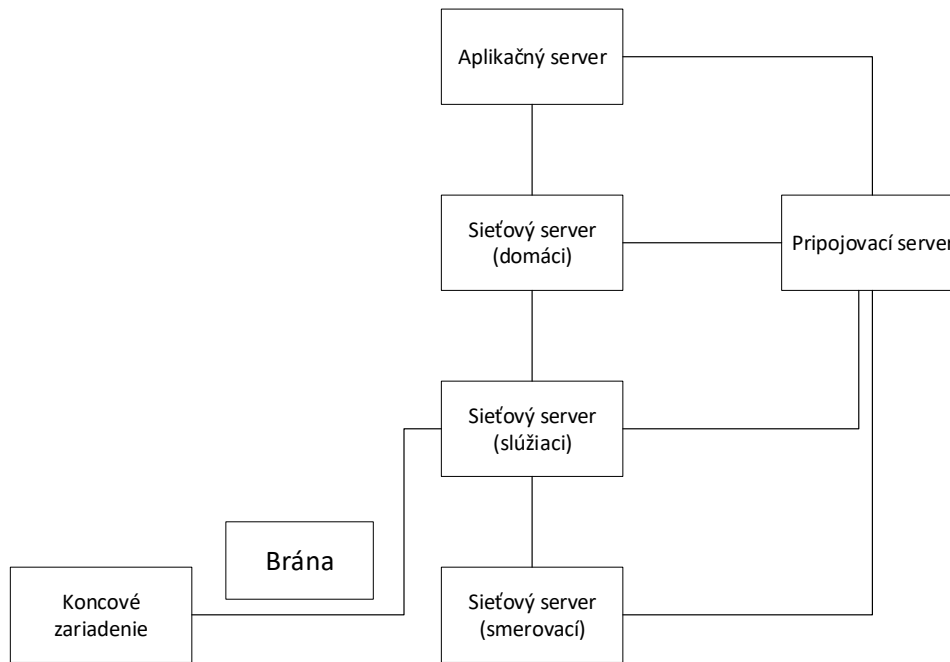 Aplikačný server
Sieťový server
(domáci)
Pripojovací server
Sieťový server
(slúžiaci)
Brána
Koncové
zariadenie
Sieťový server
(smerovací)